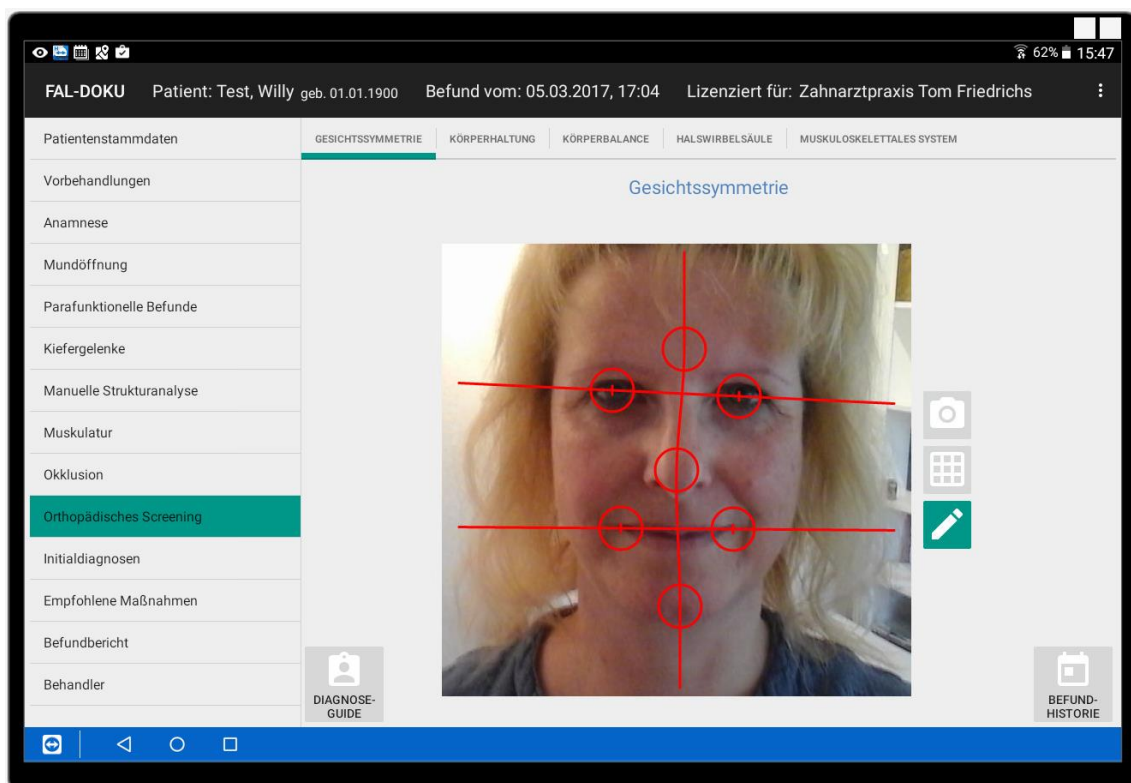 62% 15:47
FAL-DOKU Patient: Test, Willy geb. 01.01.1900 Befund vom: 05.03.2017, 17:04 Lizenziert für: Zahnarztpraxis Tom Friedrichs
Patientenstammdaten
Vorbehandlungen
Anamnese
Mundöffnung
Parafunktionelle Befunde
Kiefergelenke
Manuelle Strukturanalyse
Muskulatur
Okklusion
Orthopädisches Screening
Initialdiagnosen
Empfohlene Maßnahmen
Befundbericht
Behandler
GESICHTSSYMMETRIE KÖRPERHALTUNG KÖRPERBALANCE HALSWIRBELSÄULE MUSKULOSKELETTALES SYSTEM
Gesichtssymmetrie
DIAGNOSE-
GUIDE
BEFUND-
HISTORIE